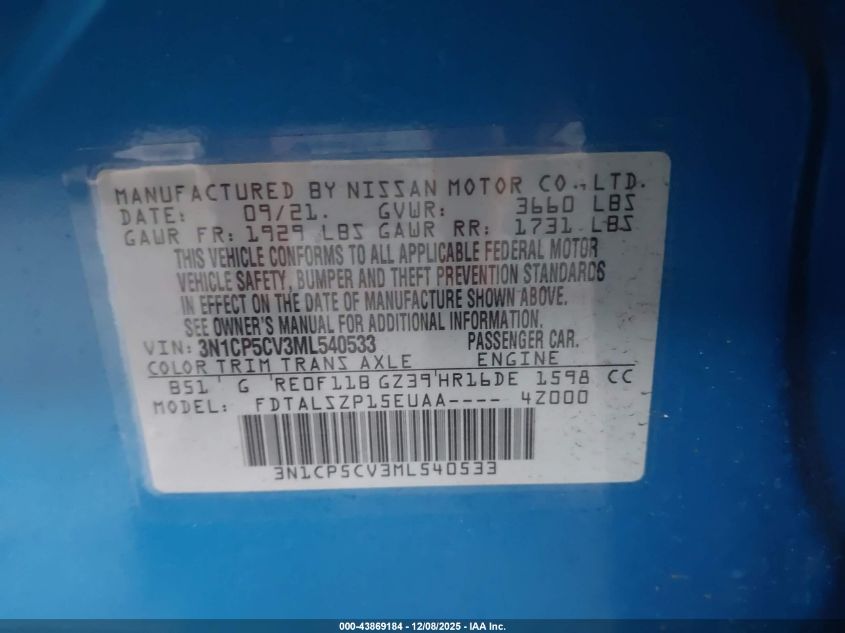 MANUFACTURED BY NISSAN MOTOR CO., LTD.
DATE: 09/21. GVWR: 3660 LBS
GAWR FR: 1929 LBS GAWR RR: 1731 LBS
THIS VEHICLE CONFORMS TO ALL APPLICABLE FEDERAL MOTOR
VEHICLE SAFETY, BUMPER AND THEFT PREVENTION STANDARDS
IN EFFECT ON THE DATE OF MANUFACTURE SHOWN ABOVE.
SEE OWNER'S MANUAL FOR ADDITIONAL INFORMATION.
VIN: 3N1CP5CV3ML540533 PASSENGER CAR.
COLOR TRIM TRANS AXLE ENGINE
B51 G RE0F11B GZ39 HR16DE 1598 CC
MODEL: FDTALSZP15EUAA---- 4Z000
3N1CP5CV3ML540533
000-43869184 - 12/08/2025 - IAA Inc.